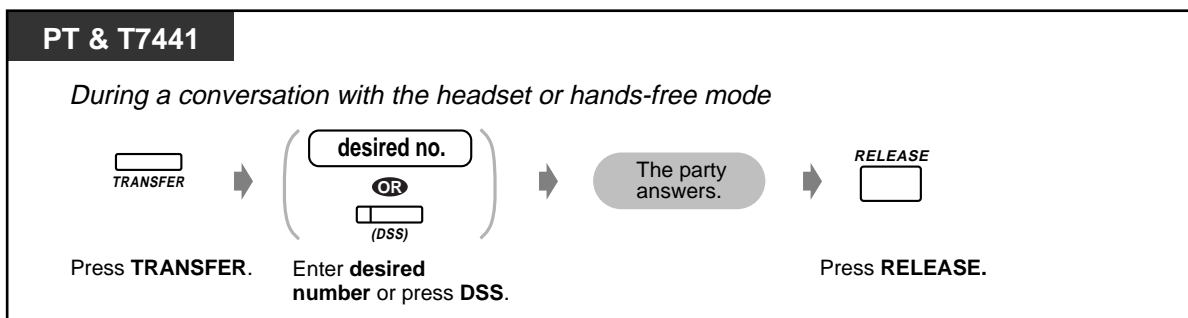 PT & T7441
During a conversation with the headset or hands-free mode
desired no.
TRANSFER
OR
(DSS)
The party
answers.
RELEASE
Press TRANSFER.
Enter desired
number or press DSS.
Press RELEASE.